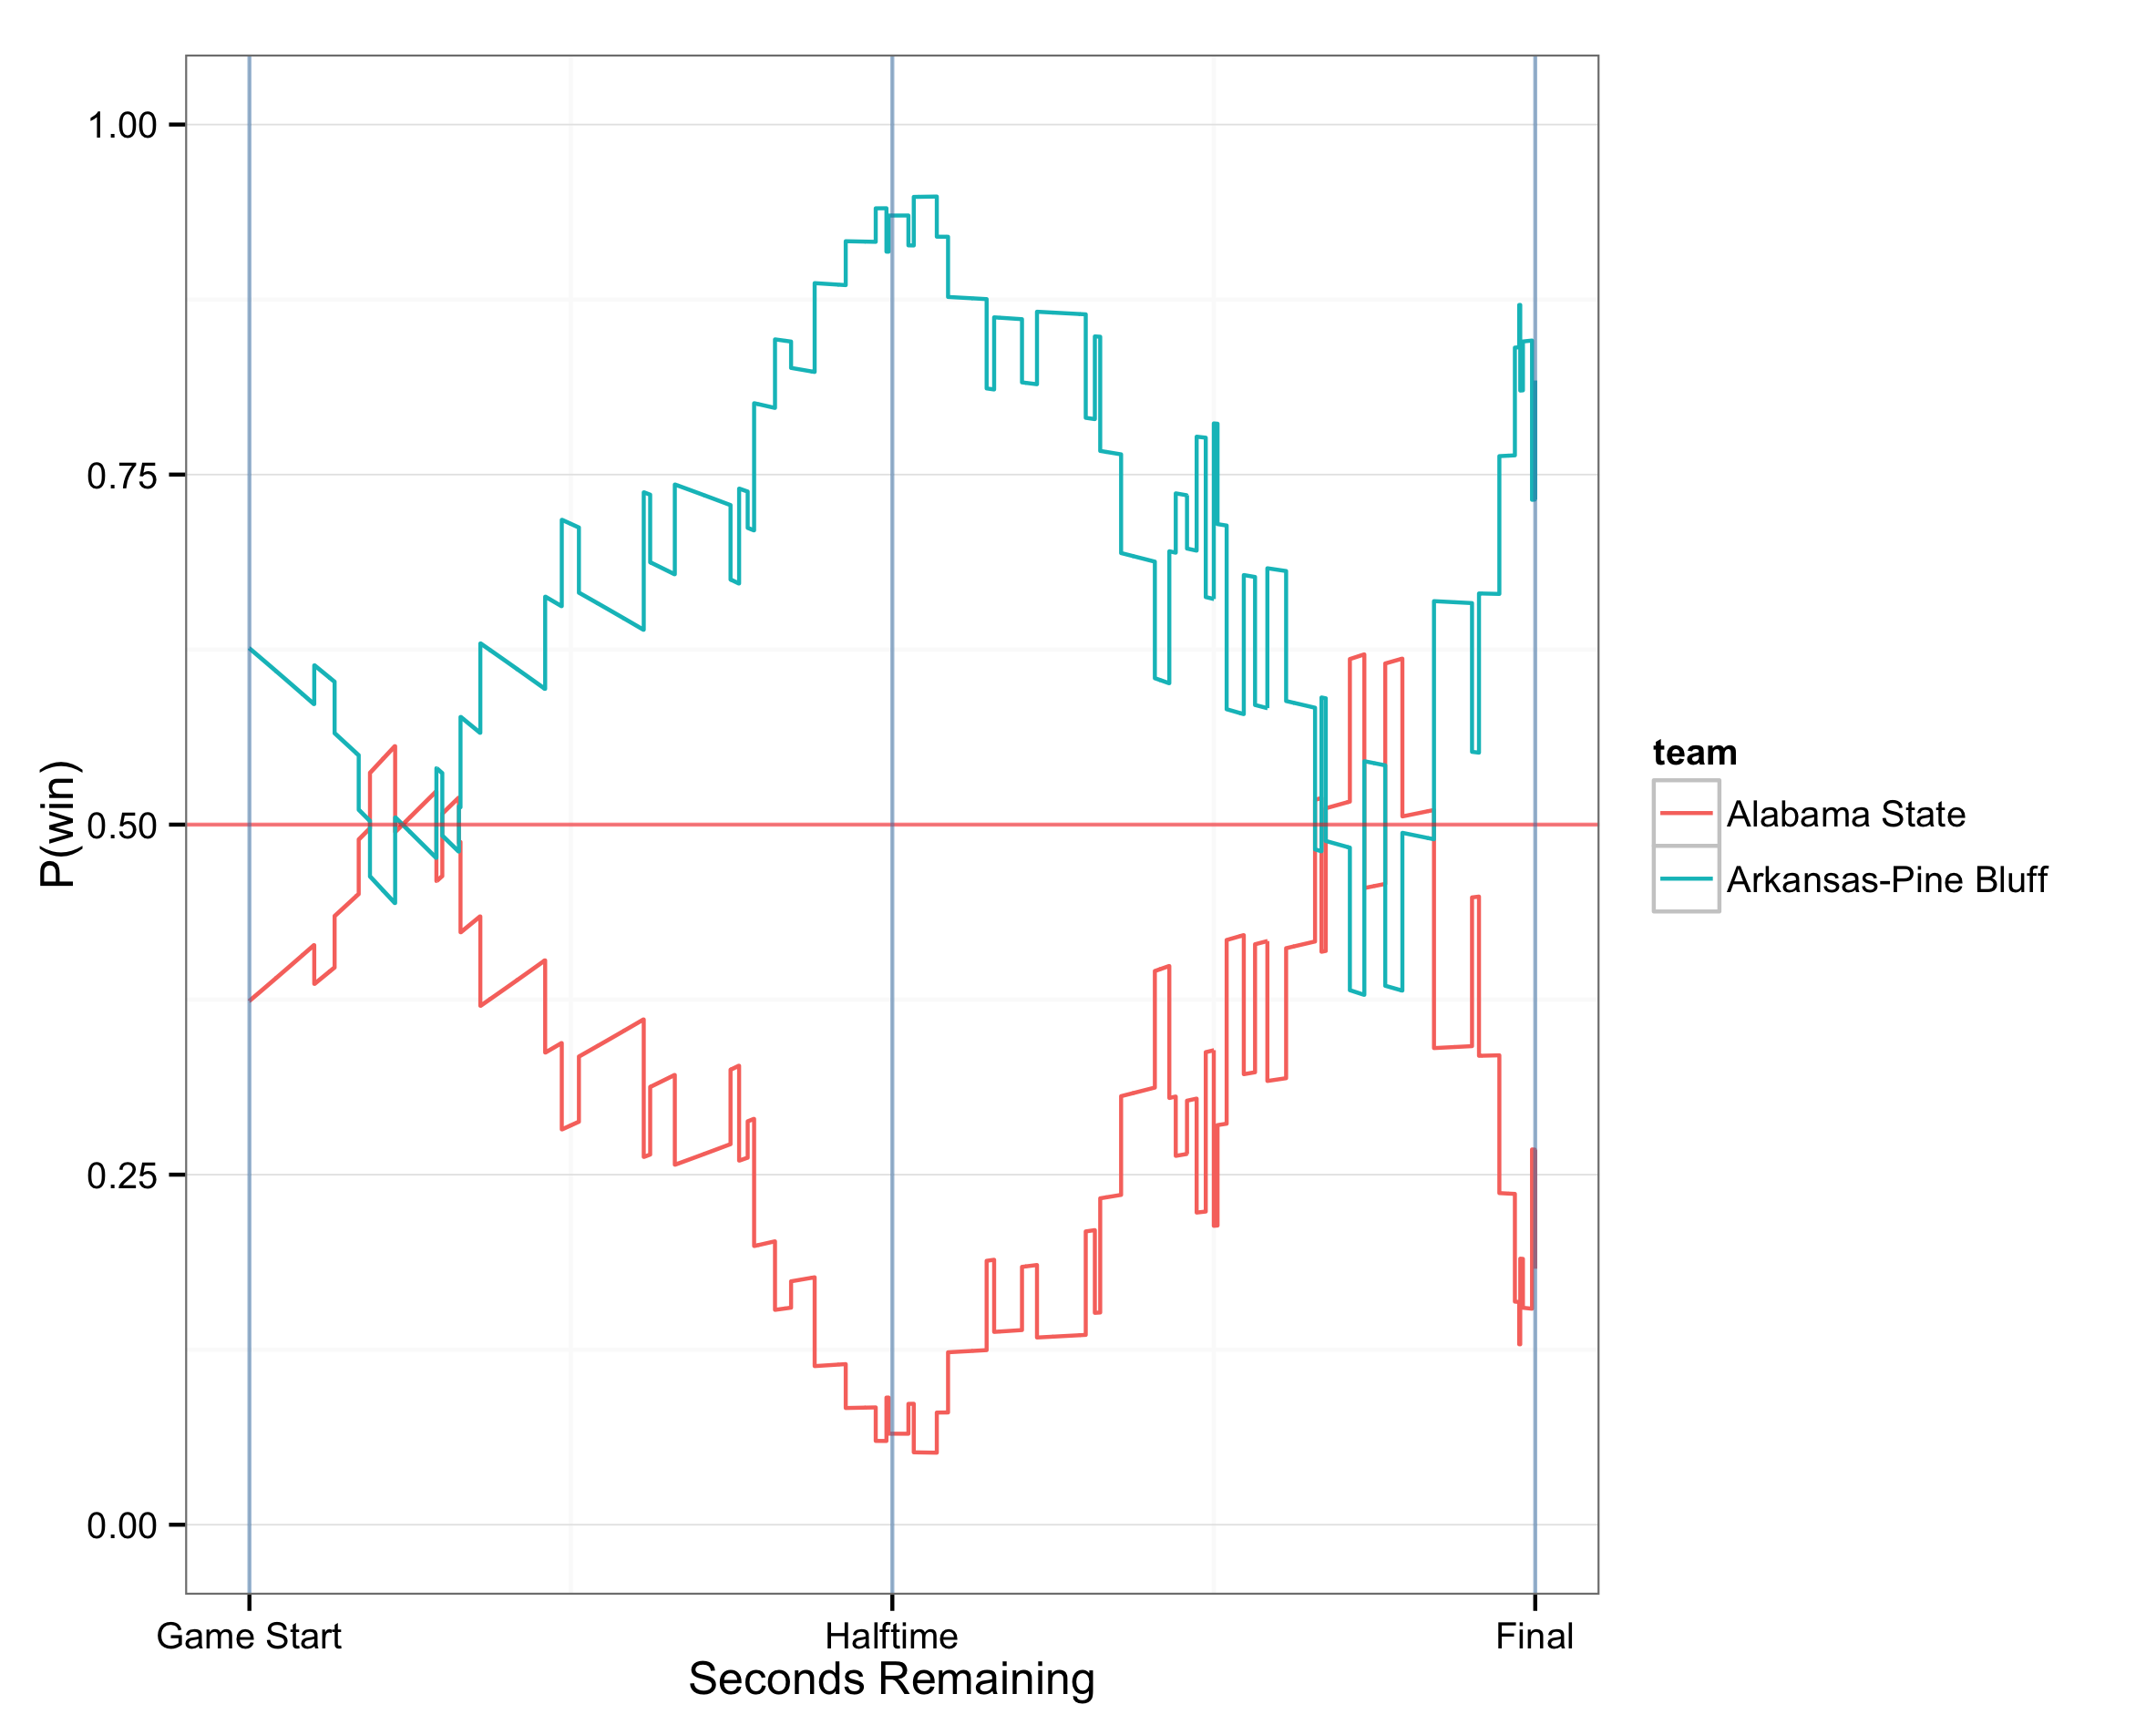 1.00
0.75
0.50
0.25
0.00
P(win)
Game Start
Halftime
Final
Seconds Remaining
team
Alabama State
Arkansas-Pine Bluff